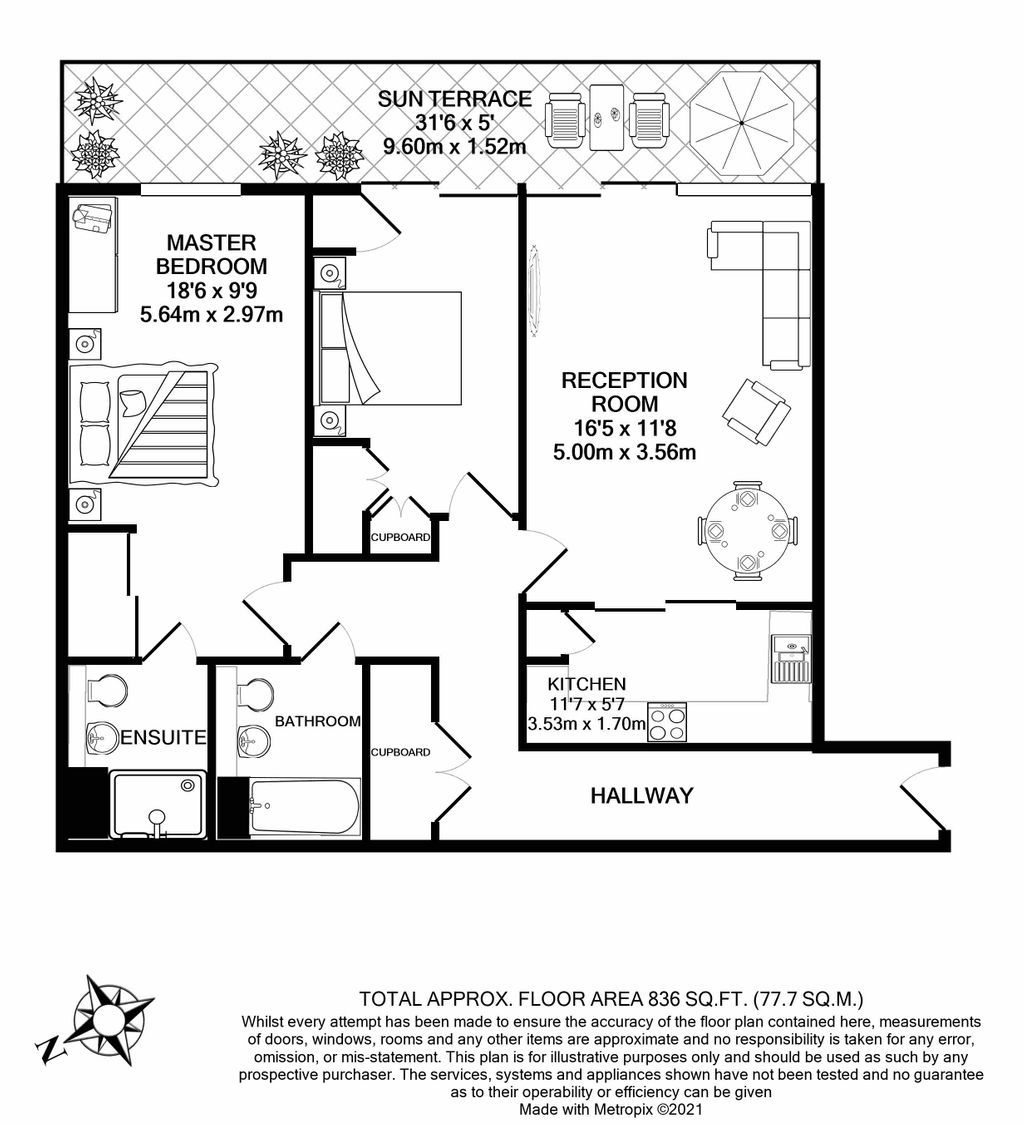 SUN TERRACE
31'6 x 5'
9.60m x 1.52m
MASTER
BEDROOM
18'6 x 9'9
5.64m x 2.97m
RECEPTION
ROOM
16'5 x 11'8
5.00m x 3.56m
CUPBOARD
KITCHEN
11'7 x 5'7
3.53m x 1.70m
ENSUITE
BATHROOM
CUPBOARD
HALLWAY
N
TOTAL APPROX. FLOOR AREA 836 SQ.FT. (77.7 SQ.M.)
Whilst every attempt has been made to ensure the accuracy of the floor plan contained here, measurements
of doors, windows, rooms and any other items are approximate and no responsibility is taken for any error,
omission, or mis-statement. This plan is for illustrative purposes only and should be used as such by any
prospective purchaser. The services, systems and appliances shown have not been tested and no guarantee
as to their operability or efficiency can be given
Made with Metropix ©2021